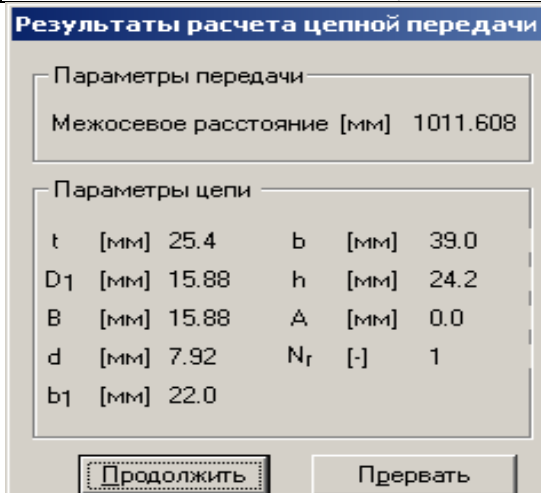 Результаты расчета цепной передачи
Параметры передачи
Межосевое расстояние [мм] 1011.608
Параметры цепи
t [мм] 25.4 b [мм] 39.0
D1 [мм] 15.88 h [мм] 24.2
B [мм] 15.88 A [мм] 0.0
d [мм] 7.92 Nr [-] 1
b1 [мм] 22.0
Продолжить Прервать